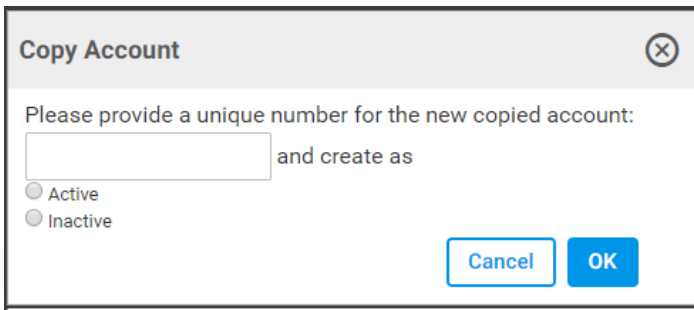 Copy Account
Please provide a unique number for the new copied account:
and create as
Active
Inactive
Cancel OK